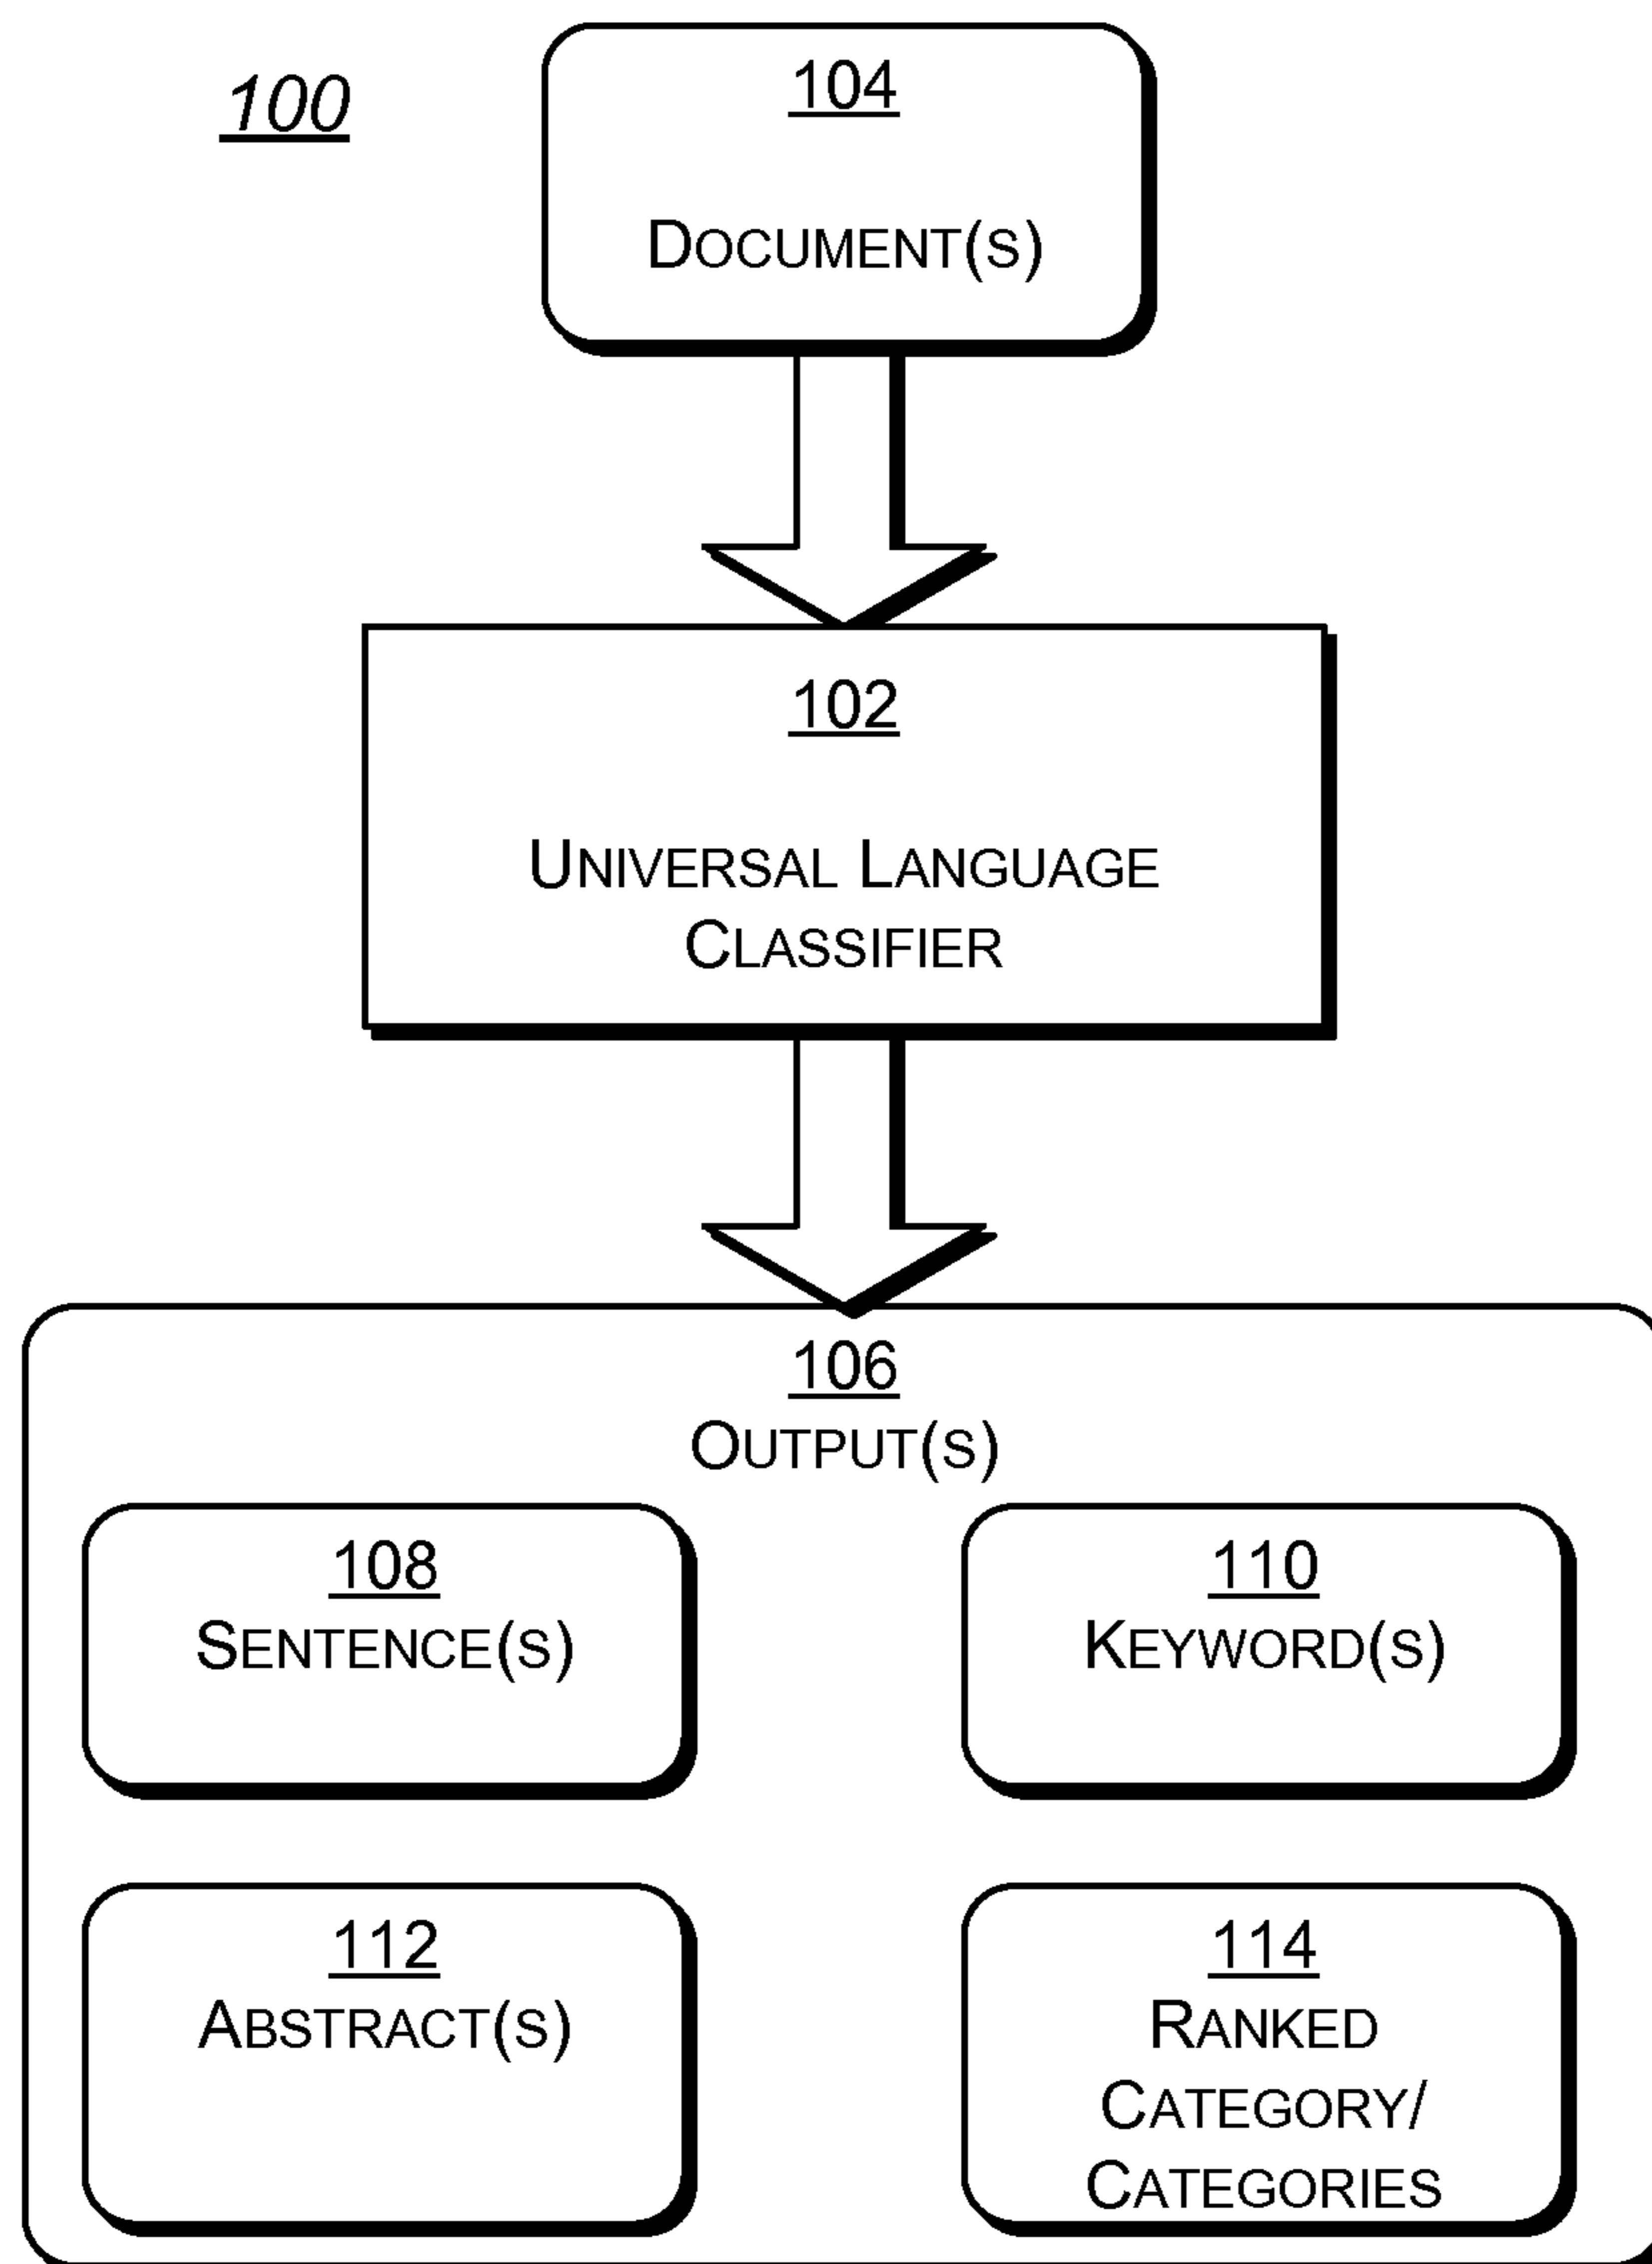 100
104
DOCUMENT(S)
102
UNIVERSAL LANGUAGE
CLASSIFIER
106
OUTPUT(S)
108
SENTENCE(S)
110
KEYWORD(S)
112
ABSTRACT(S)
114
RANKED
CATEGORY/
CATEGORIES